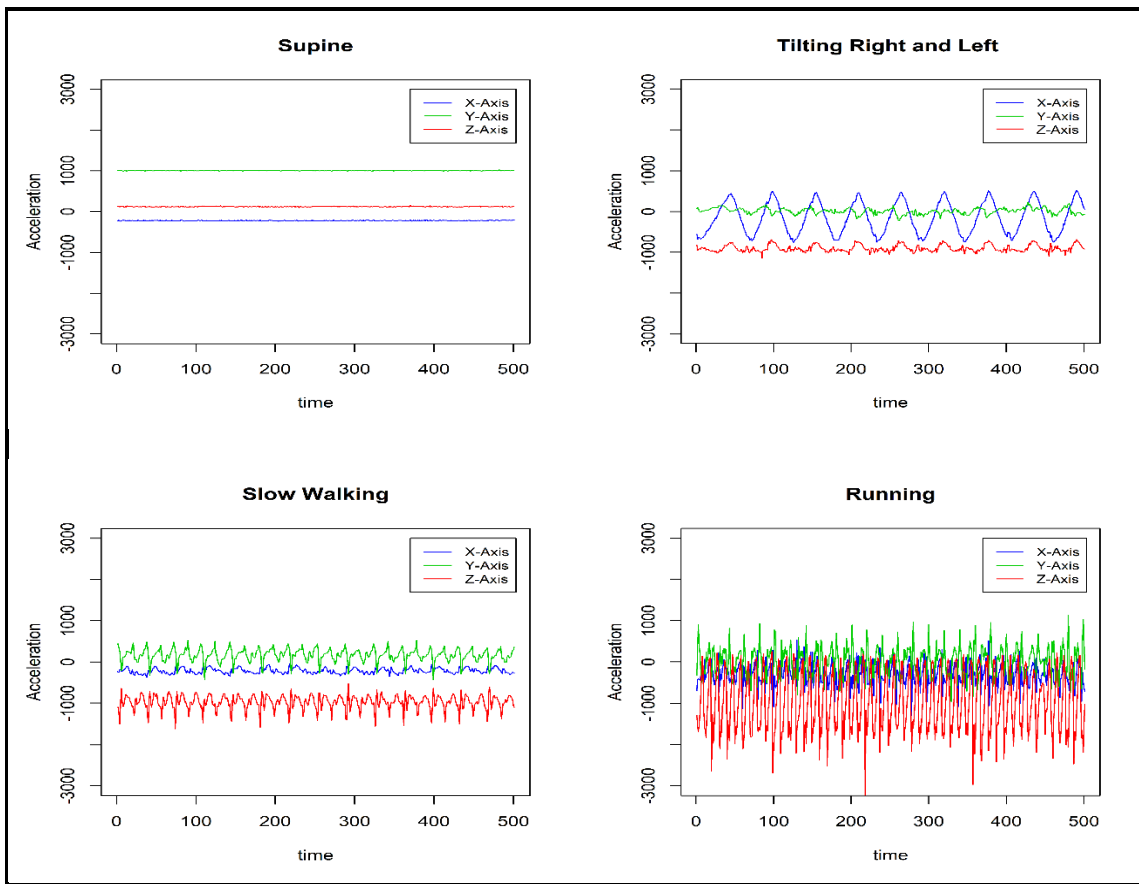 Supine
X-Axis
Y-Axis
Z-Axis
Acceleration
3000
1000
0
-1000
-3000
0 100 200 300 400 500
time
Tilting Right and Left
X-Axis
Y-Axis
Z-Axis
Acceleration
3000
1000
0
-1000
-3000
0 100 200 300 400 500
time
Slow Walking
X-Axis
Y-Axis
Z-Axis
Acceleration
3000
1000
0
-1000
-3000
0 100 200 300 400 500
time
Running
X-Axis
Y-Axis
Z-Axis
Acceleration
3000
1000
0
-1000
-3000
0 100 200 300 400 500
time